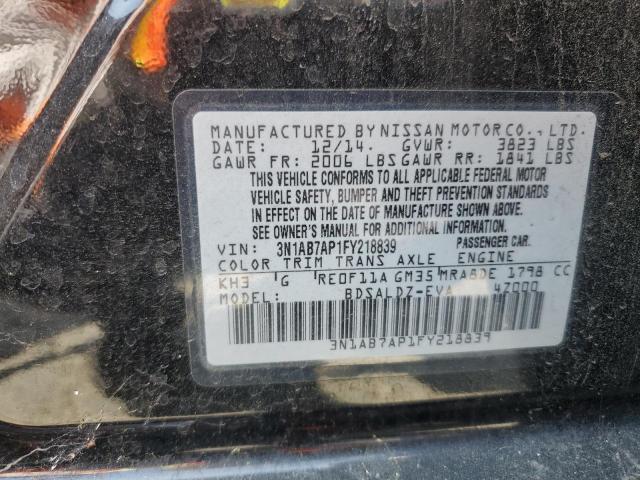 MANUFACTURED BY NISSAN MOTOR CO., LTD.
DATE: 12/14. GVWR: 3823 LBS
GAWR FR: 2006 LBS GAWR RR: 1841 LBS
THIS VEHICLE CONFORMS TO ALL APPLICABLE FEDERAL MOTOR
VEHICLE SAFETY, BUMPER AND THEFT PREVENTION STANDARDS
IN EFFECT ON THE DATE OF MANUFACTURE SHOWN ABOVE.
SEE OWNER'S MANUAL FOR ADDITIONAL INFORMATION.
VIN: 3N1AB7AP1FY218839 PASSENGER CAR.
COLOR TRIM TRANS AXLE ENGINE
KH3 G RE0F11A GM35 MRA8DE 1798 CC
MODEL: BDSALDZ-EVA 4Z000
3N1AB7AP1FY218839